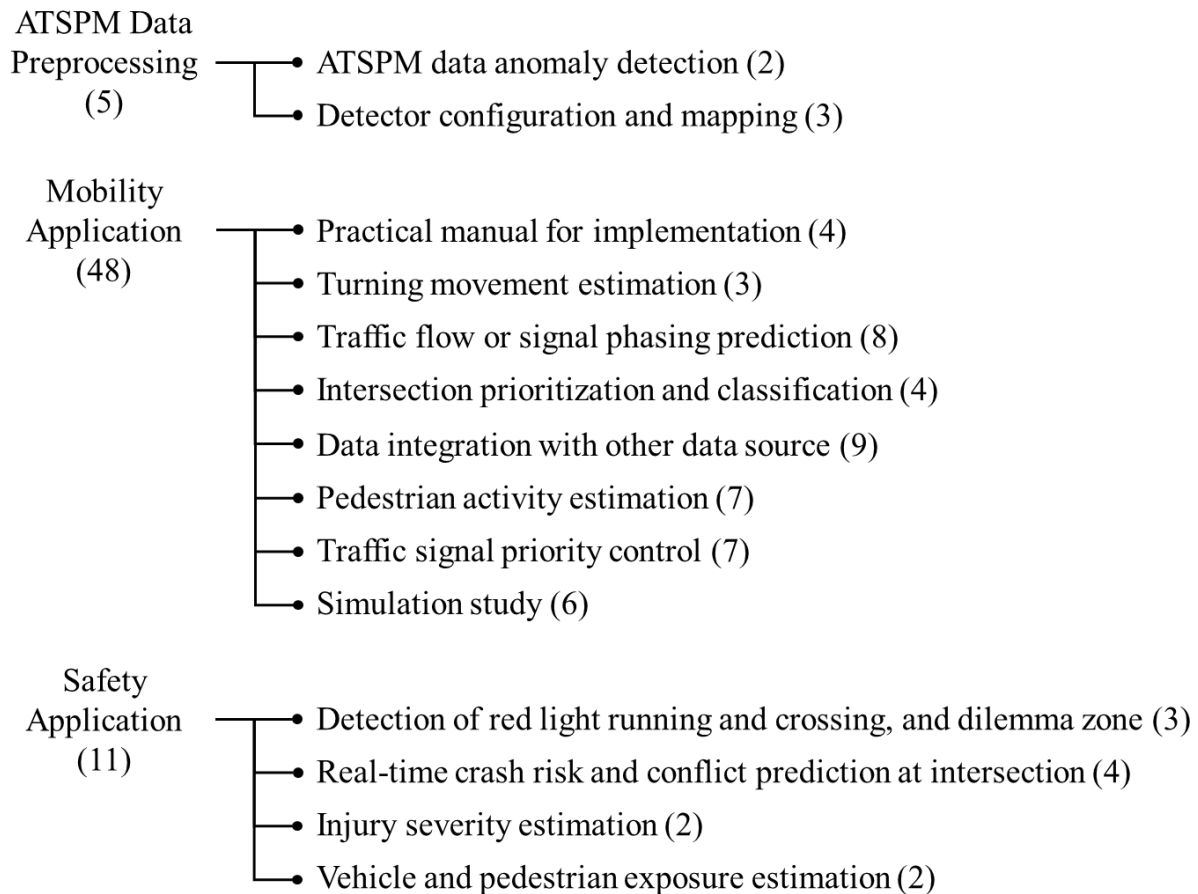 ATSPM Data
Preprocessing
(5)
ATSPM data anomaly detection (2)
Detector configuration and mapping (3)
Mobility
Application
(48)
Practical manual for implementation (4)
Turning movement estimation (3)
Traffic flow or signal phasing prediction (8)
Intersection prioritization and classification (4)
Data integration with other data source (9)
Pedestrian activity estimation (7)
Traffic signal priority control (7)
Simulation study (6)
Safety
Application
(11)
Detection of red light running and crossing, and dilemma zone (3)
Real-time crash risk and conflict prediction at intersection (4)
Injury severity estimation (2)
Vehicle and pedestrian exposure estimation (2)